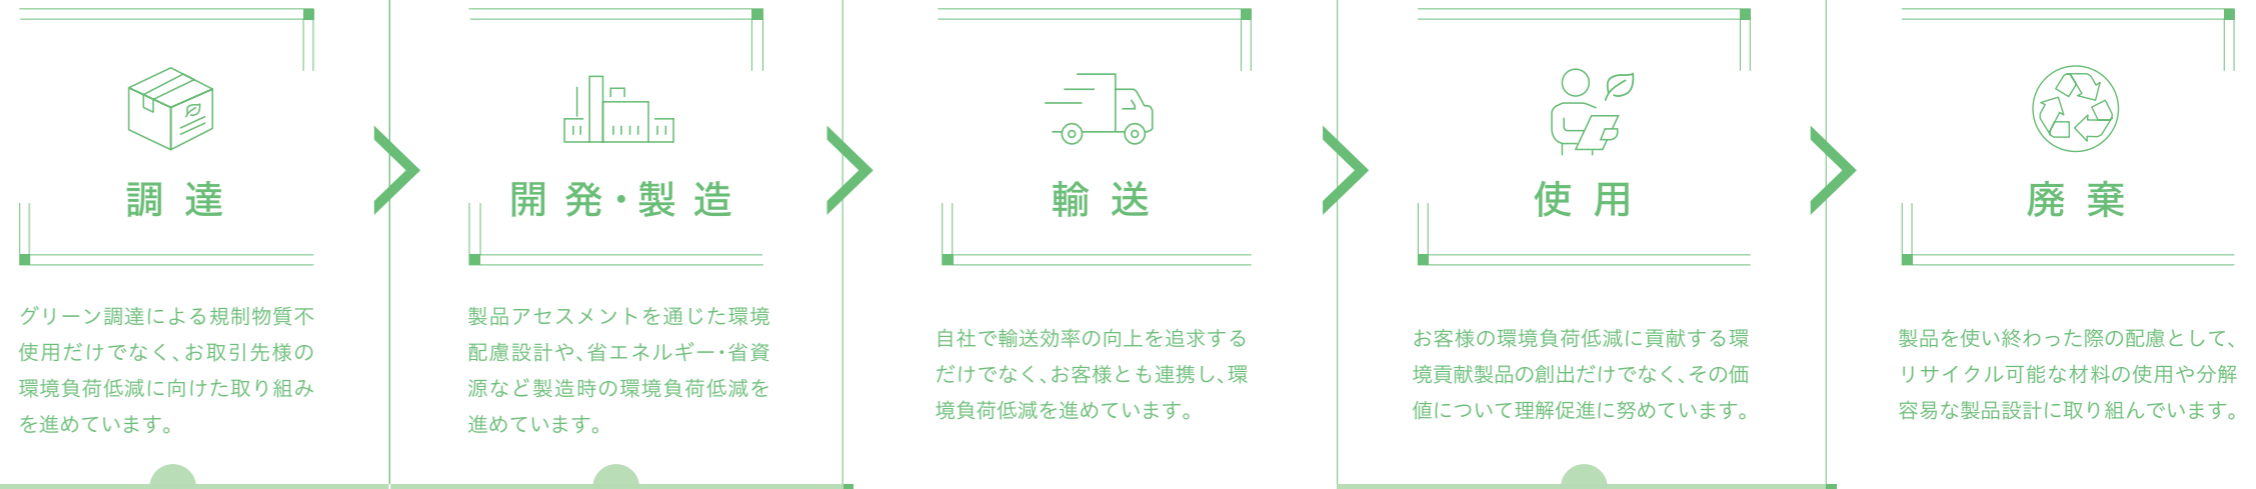 調達
グリーン調達による規制物質不
使用だけでなく、お取引先様の
環境負荷低減に向けた取り組み
を進めています。
開発・製造
製品アセスメントを通じた環境
配慮設計や、省エネルギー・省資
源など製造時の環境負荷低減を
進めています。
輸送
自社で輸送効率の向上を追求する
だけでなく、お客様とも連携し、環
境負荷低減を進めています。
使用
お客様の環境負荷低減に貢献する環
境貢献製品の創出だけでなく、その価
値について理解促進に努めています。
廃棄
製品を使い終わった際の配慮として、
リサイクル可能な材料の使用や分解
容易な製品設計に取り組んでいます。